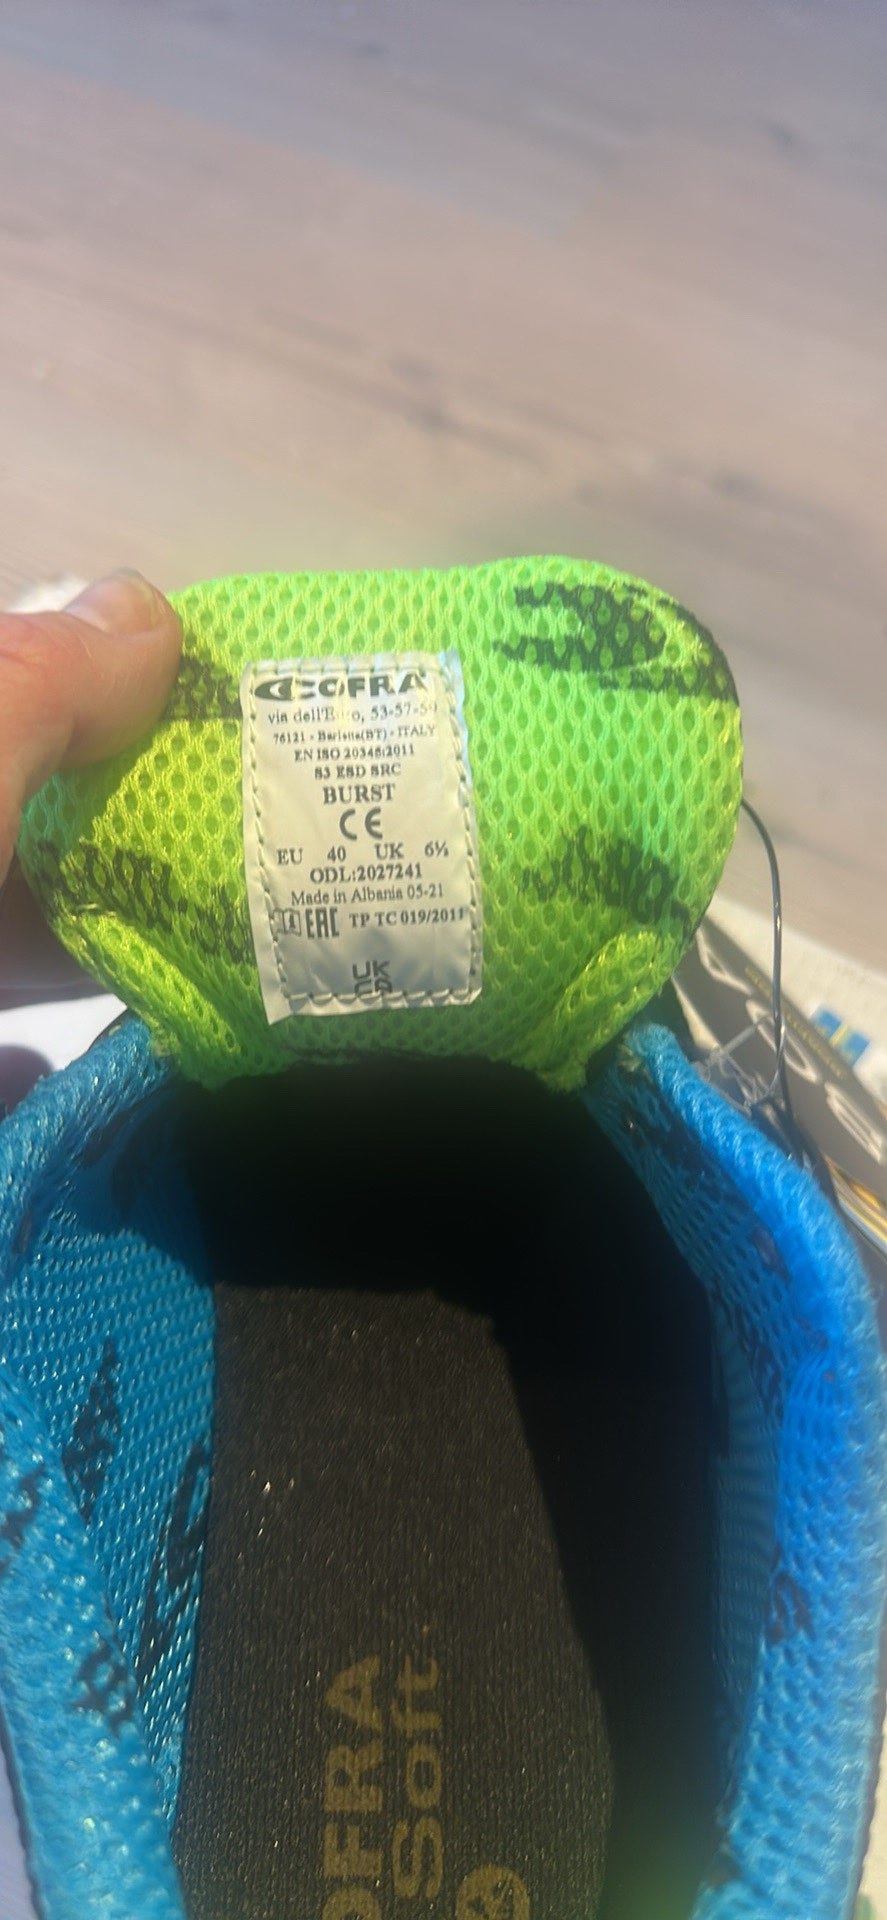 COFRA
via dell'Euro, 53-57-59
76121 - Barletta(BT) - ITALY
EN ISO 20345:2011
S3 ESD SRC
BURST
CE
EU 40 UK 6½
ODL:2027241
Made in Albania 05-21
EAC TP TC 019/2011
UK
CA
COFRA
Soft